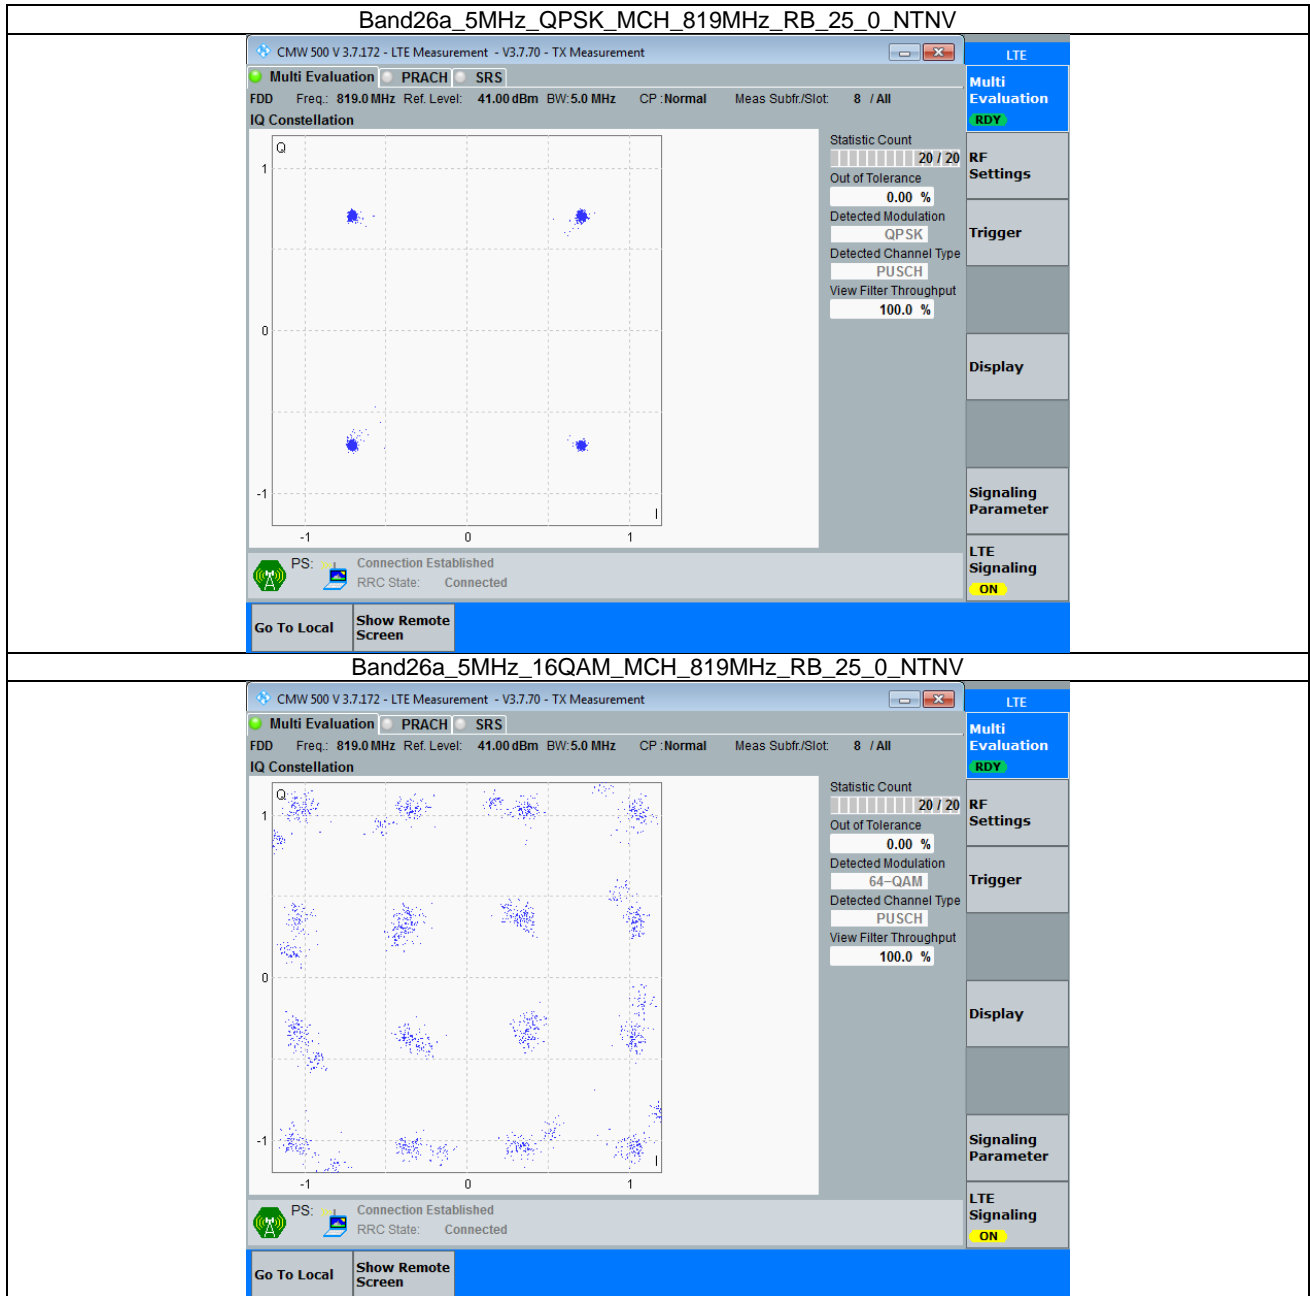 Band26a_5MHz_QPSK_MCH_819MHz_RB_25_0_NTNV
CMW 500 V 3.7.172 - LTE Measurement - V3.7.70 - TX Measurement
LTE
Multi Evaluation PRACH SRS
Multi
Evaluation
RDY
FDD Freq.: 819.0 MHz Ref. Level: 41.00 dBm BW: 5.0 MHz CP : Normal Meas Subfr./Slot: 8 / All
IQ Constellation
Q
1
0
-1
-1 0 1
I
Statistic Count
20 / 20
Out of Tolerance
0.00 %
Detected Modulation
QPSK
Detected Channel Type
PUSCH
View Filter Throughput
100.0 %
RF
Settings
Trigger
Display
Signaling
Parameter
LTE
Signaling
ON
PS: Connection Established
RRC State: Connected
Go To Local
Show Remote
Screen
Band26a_5MHz_16QAM_MCH_819MHz_RB_25_0_NTNV
CMW 500 V 3.7.172 - LTE Measurement - V3.7.70 - TX Measurement
LTE
Multi Evaluation PRACH SRS
Multi
Evaluation
RDY
FDD Freq.: 819.0 MHz Ref. Level: 41.00 dBm BW: 5.0 MHz CP : Normal Meas Subfr./Slot: 8 / All
IQ Constellation
Q
1
0
-1
-1 0 1
I
Statistic Count
20 / 20
Out of Tolerance
0.00 %
Detected Modulation
64-QAM
Detected Channel Type
PUSCH
View Filter Throughput
100.0 %
RF
Settings
Trigger
Display
Signaling
Parameter
LTE
Signaling
ON
PS: Connection Established
RRC State: Connected
Go To Local
Show Remote
Screen